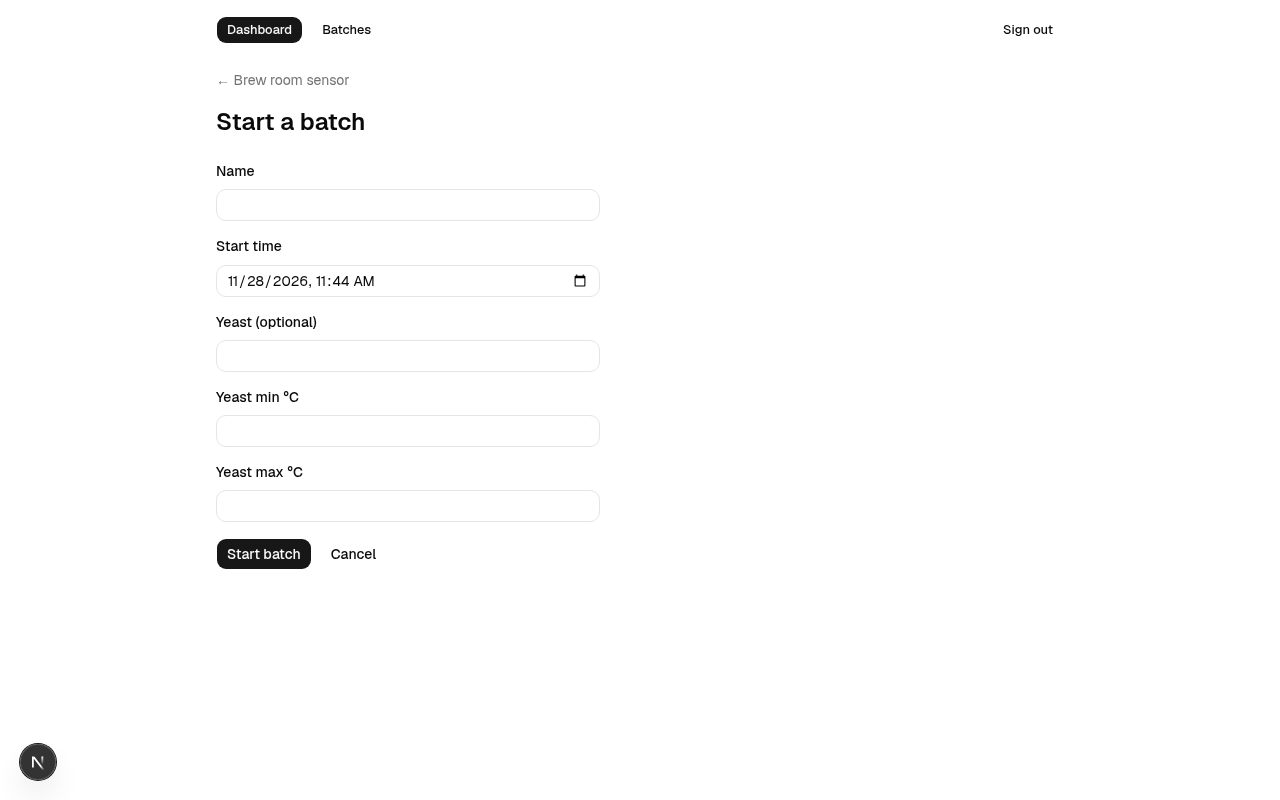 Dashboard Batches Sign out
← Brew room sensor
Start a batch
Name
Start time
11/28/2026, 11:44 AM
Yeast (optional)
Yeast min °C
Yeast max °C
Start batch Cancel
N